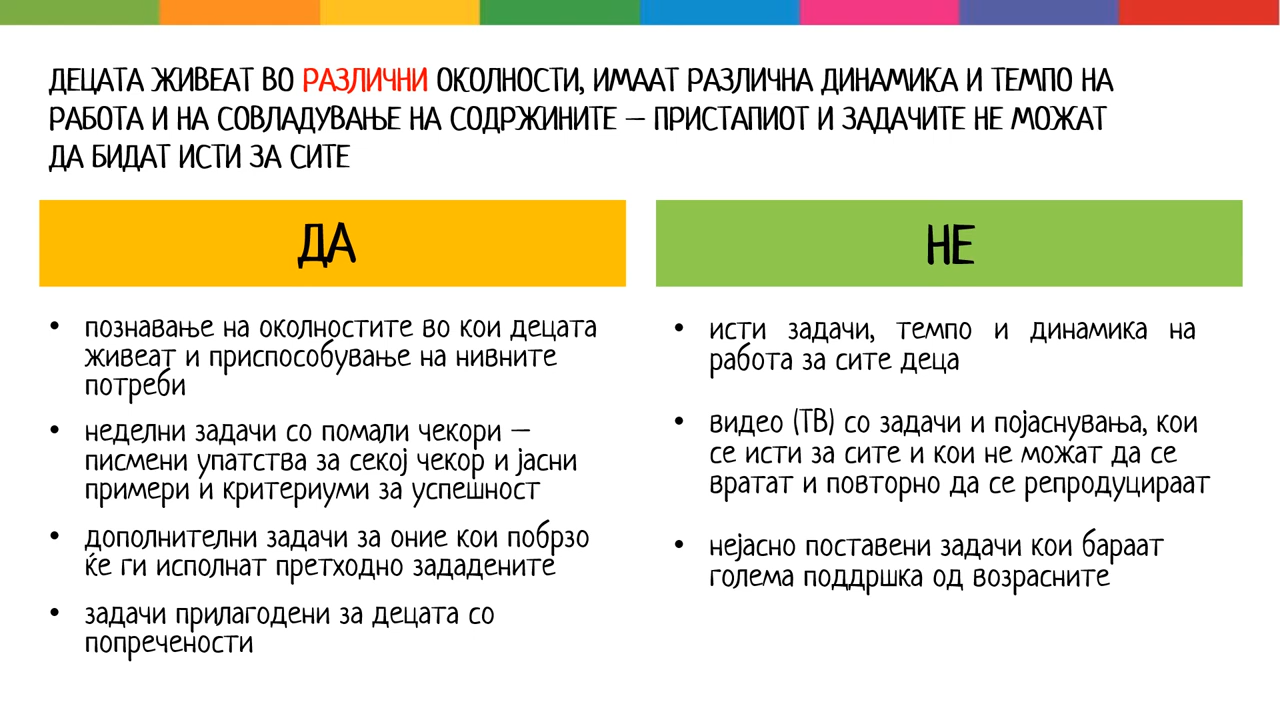 ДЕЦАТА ЖИВЕАТ ВО РАЗЛИЧНИ ОКОЛНОСТИ, ИМААТ РАЗЛИЧНА ДИНАМИКА И ТЕМПО НА
РАБОТА И НА СОВЛАДУВАЊЕ НА СОДРЖИНИТЕ – ПРИСТАПИОТ И ЗАДАЧИТЕ НЕ МОЖАТ
ДА БИДАТ ИСТИ ЗА СИТЕ
ДА
• познавање на околностите во кои децата
живеат и приспособување на нивните
потреби
• неделни задачи со помали чекори –
писмени упатства за секој чекор и јасни
примери и критериуми за успешност
• дополнителни задачи за оние кои побрзо
ќе ги исполнат претходно зададените
• задачи прилагодени за децата со
попречености
НЕ
• исти задачи, темпо и динамика на
работа за сите деца
• видео (ТВ) со задачи и појаснувања, кои
се исти за сите и кои не можат да се
вратат и повторно да се репродуцираат
• нејасно поставени задачи кои бараат
голема поддршка од возрасните